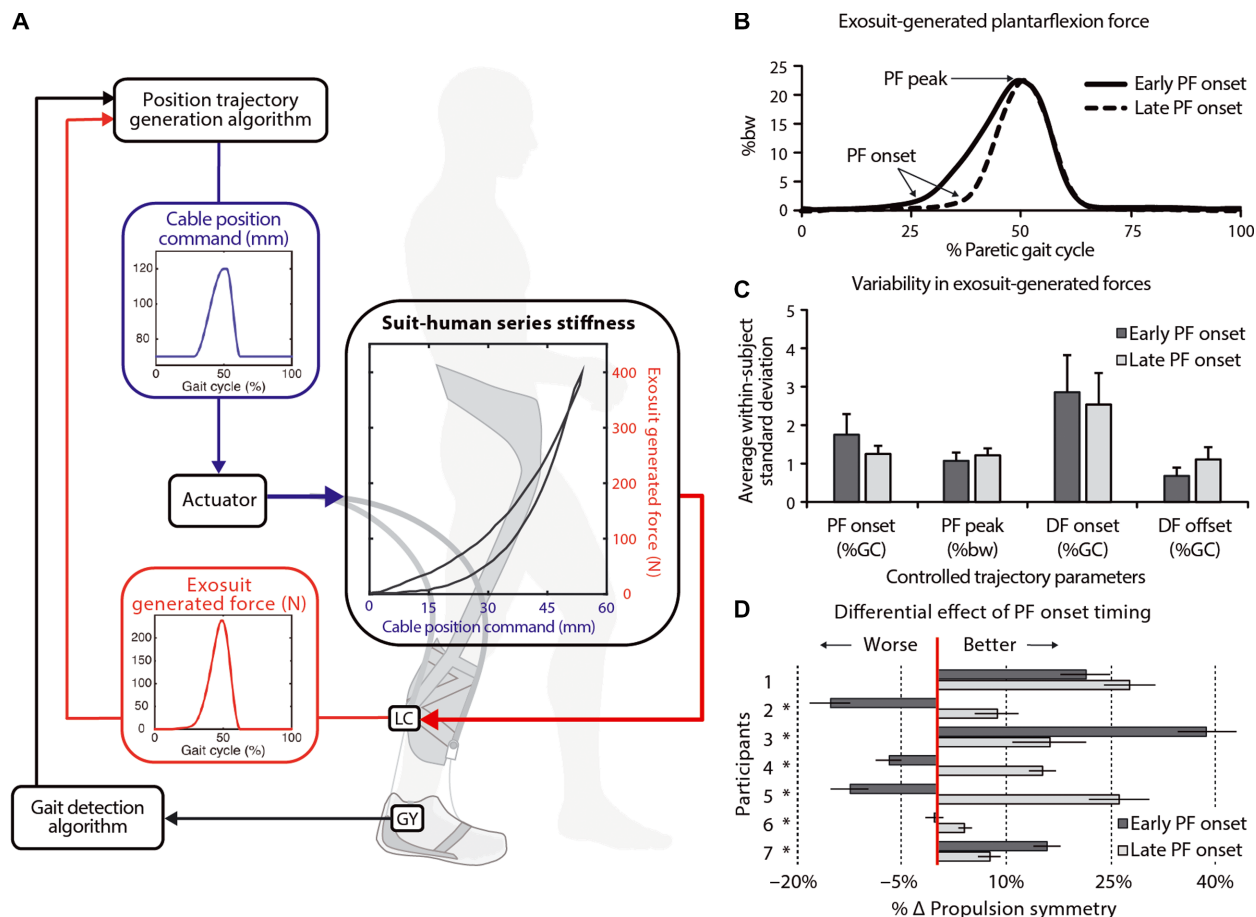 A
Position trajectory
generation algorithm
Cable position
command (mm)
120
100
80
0
50
100
Gait cycle (%)
Actuator
Exosuit
generated force (N)
200
150
100
50
0
0
50
100
Gait cycle (%)
Gait detection
algorithm
Suit-human series stiffness
400
300
200
100
0
Exosuit generated force (N)
0
15
30
45
60
Cable position command (mm)
LC
GY
B
Exosuit-generated plantarflexion force
%bw
25
20
15
10
5
0
PF peak
PF onset
Early PF onset
Late PF onset
0
25
50
75
100
% Paretic gait cycle
C
Variability in exosuit-generated forces
Average within-subject
standard deviation
5
4
3
2
1
0
Early PF onset
Late PF onset
PF onset
(%GC)
PF peak
(%bw)
DF onset
(%GC)
DF offset
(%GC)
Controlled trajectory parameters
D
Differential effect of PF onset timing
Worse
Better
Participants
1
2 *
3 *
4 *
5 *
6 *
7 *
Early PF onset
Late PF onset
−20%
−5%
10%
25%
40%
% Δ Propulsion symmetry